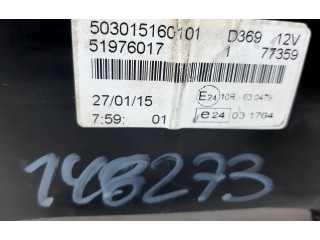 503015160101 D369 12V
51976017 1 77359
27/01/15 E24 10R-03 0479
7:59: 01 e24 03 1764
148273